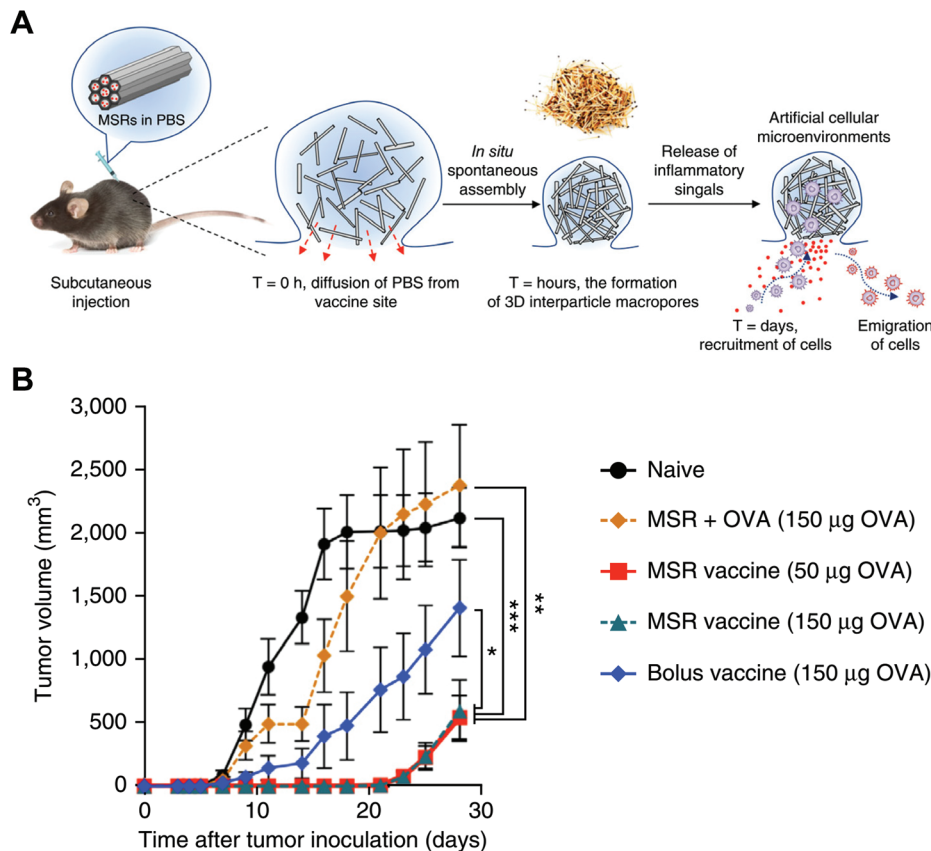 A
MSRs in PBS
Subcutaneous
injection
T = 0 h, diffusion of PBS from
vaccine site
In situ
spontaneous
assembly
T = hours, the formation
of 3D interparticle macropores
Release of
inflammatory
singals
Artificial cellular
microenvironments
T = days,
recruitment of cells
Emigration
of cells
B
Tumor volume (mm³)
3,000
2,500
2,000
1,500
1,000
500
0
0
10
20
30
Time after tumor inoculation (days)
*
***
**
Naive
MSR + OVA (150 μg OVA)
MSR vaccine (50 μg OVA)
MSR vaccine (150 μg OVA)
Bolus vaccine (150 μg OVA)